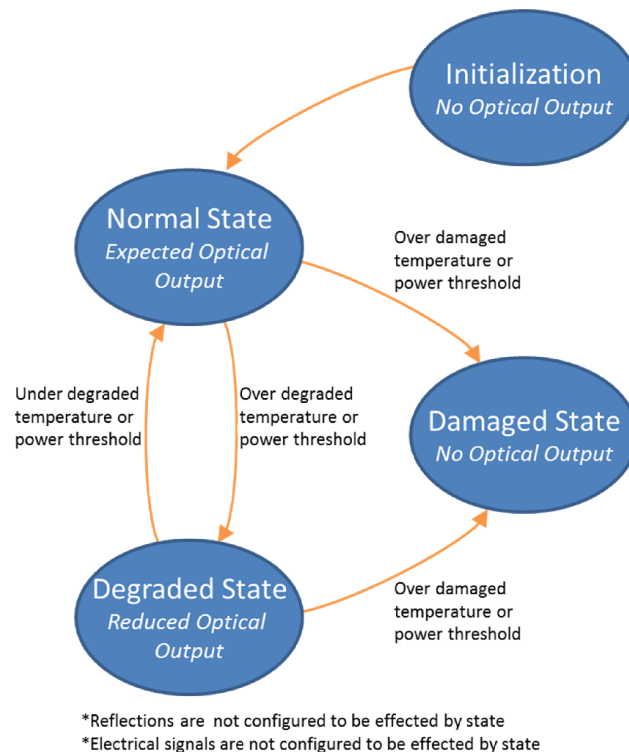 Initialization
No Optical Output
Normal State
Expected Optical
Output
Over damaged
temperature or
power threshold
Under degraded
temperature or
power threshold
Over degraded
temperature or
power threshold
Damaged State
No Optical Output
Degraded State
Reduced Optical
Output
Over damaged
temperature or
power threshold
*Reflections are not configured to be effected by state
*Electrical signals are not configured to be effected by state